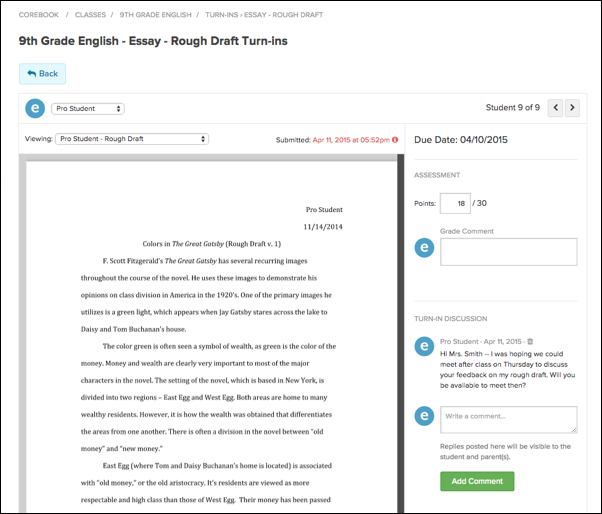 COREBOOK / CLASSES / 9TH GRADE ENGLISH / TURN-INS › ESSAY - ROUGH DRAFT
9th Grade English - Essay - Rough Draft Turn-ins
Back
e Pro Student Student 9 of 9
Viewing: Pro Student - Rough Draft Submitted: Apr 11, 2015 at 05:52pm
Pro Student
11/14/2014
Colors in The Great Gatsby (Rough Draft v. 1)
F. Scott Fitzgerald's The Great Gatsby has several recurring images
throughout the course of the novel. He uses these images to demonstrate his
opinions on class division in America in the 1920's. One of the primary images he
utilizes is a green light, which appears when Jay Gatsby stares across the lake to
Daisy and Tom Buchanan's house.
The color green is often seen a symbol of wealth, as green is the color of the
money. Money and wealth are clearly very important to most of the major
characters in the novel. The setting of the novel, which is based in New York, is
divided into two regions – East Egg and West Egg. Both areas are home to many
wealthy residents. However, it is how the wealth was obtained that differentiates
the areas from one another. There is often a division in the novel between "old
money" and "new money."
East Egg (where Tom and Daisy Buchanan's home is located) is associated
with "old money," or the old aristocracy. It's residents are viewed as more
respectable and high class than those of West Egg. Their money has been passed
Due Date: 04/10/2015
ASSESSMENT
Points: 18 / 30
Grade Comment
e
TURN-IN DISCUSSION
e Pro Student - Apr 11, 2015 -
Hi Mrs. Smith -- I was hoping we could
meet after class on Thursday to discuss
your feedback on my rough draft. Will you
be available to meet then?
e Write a comment...
Replies posted here will be visible to the
student and parent(s).
Add Comment